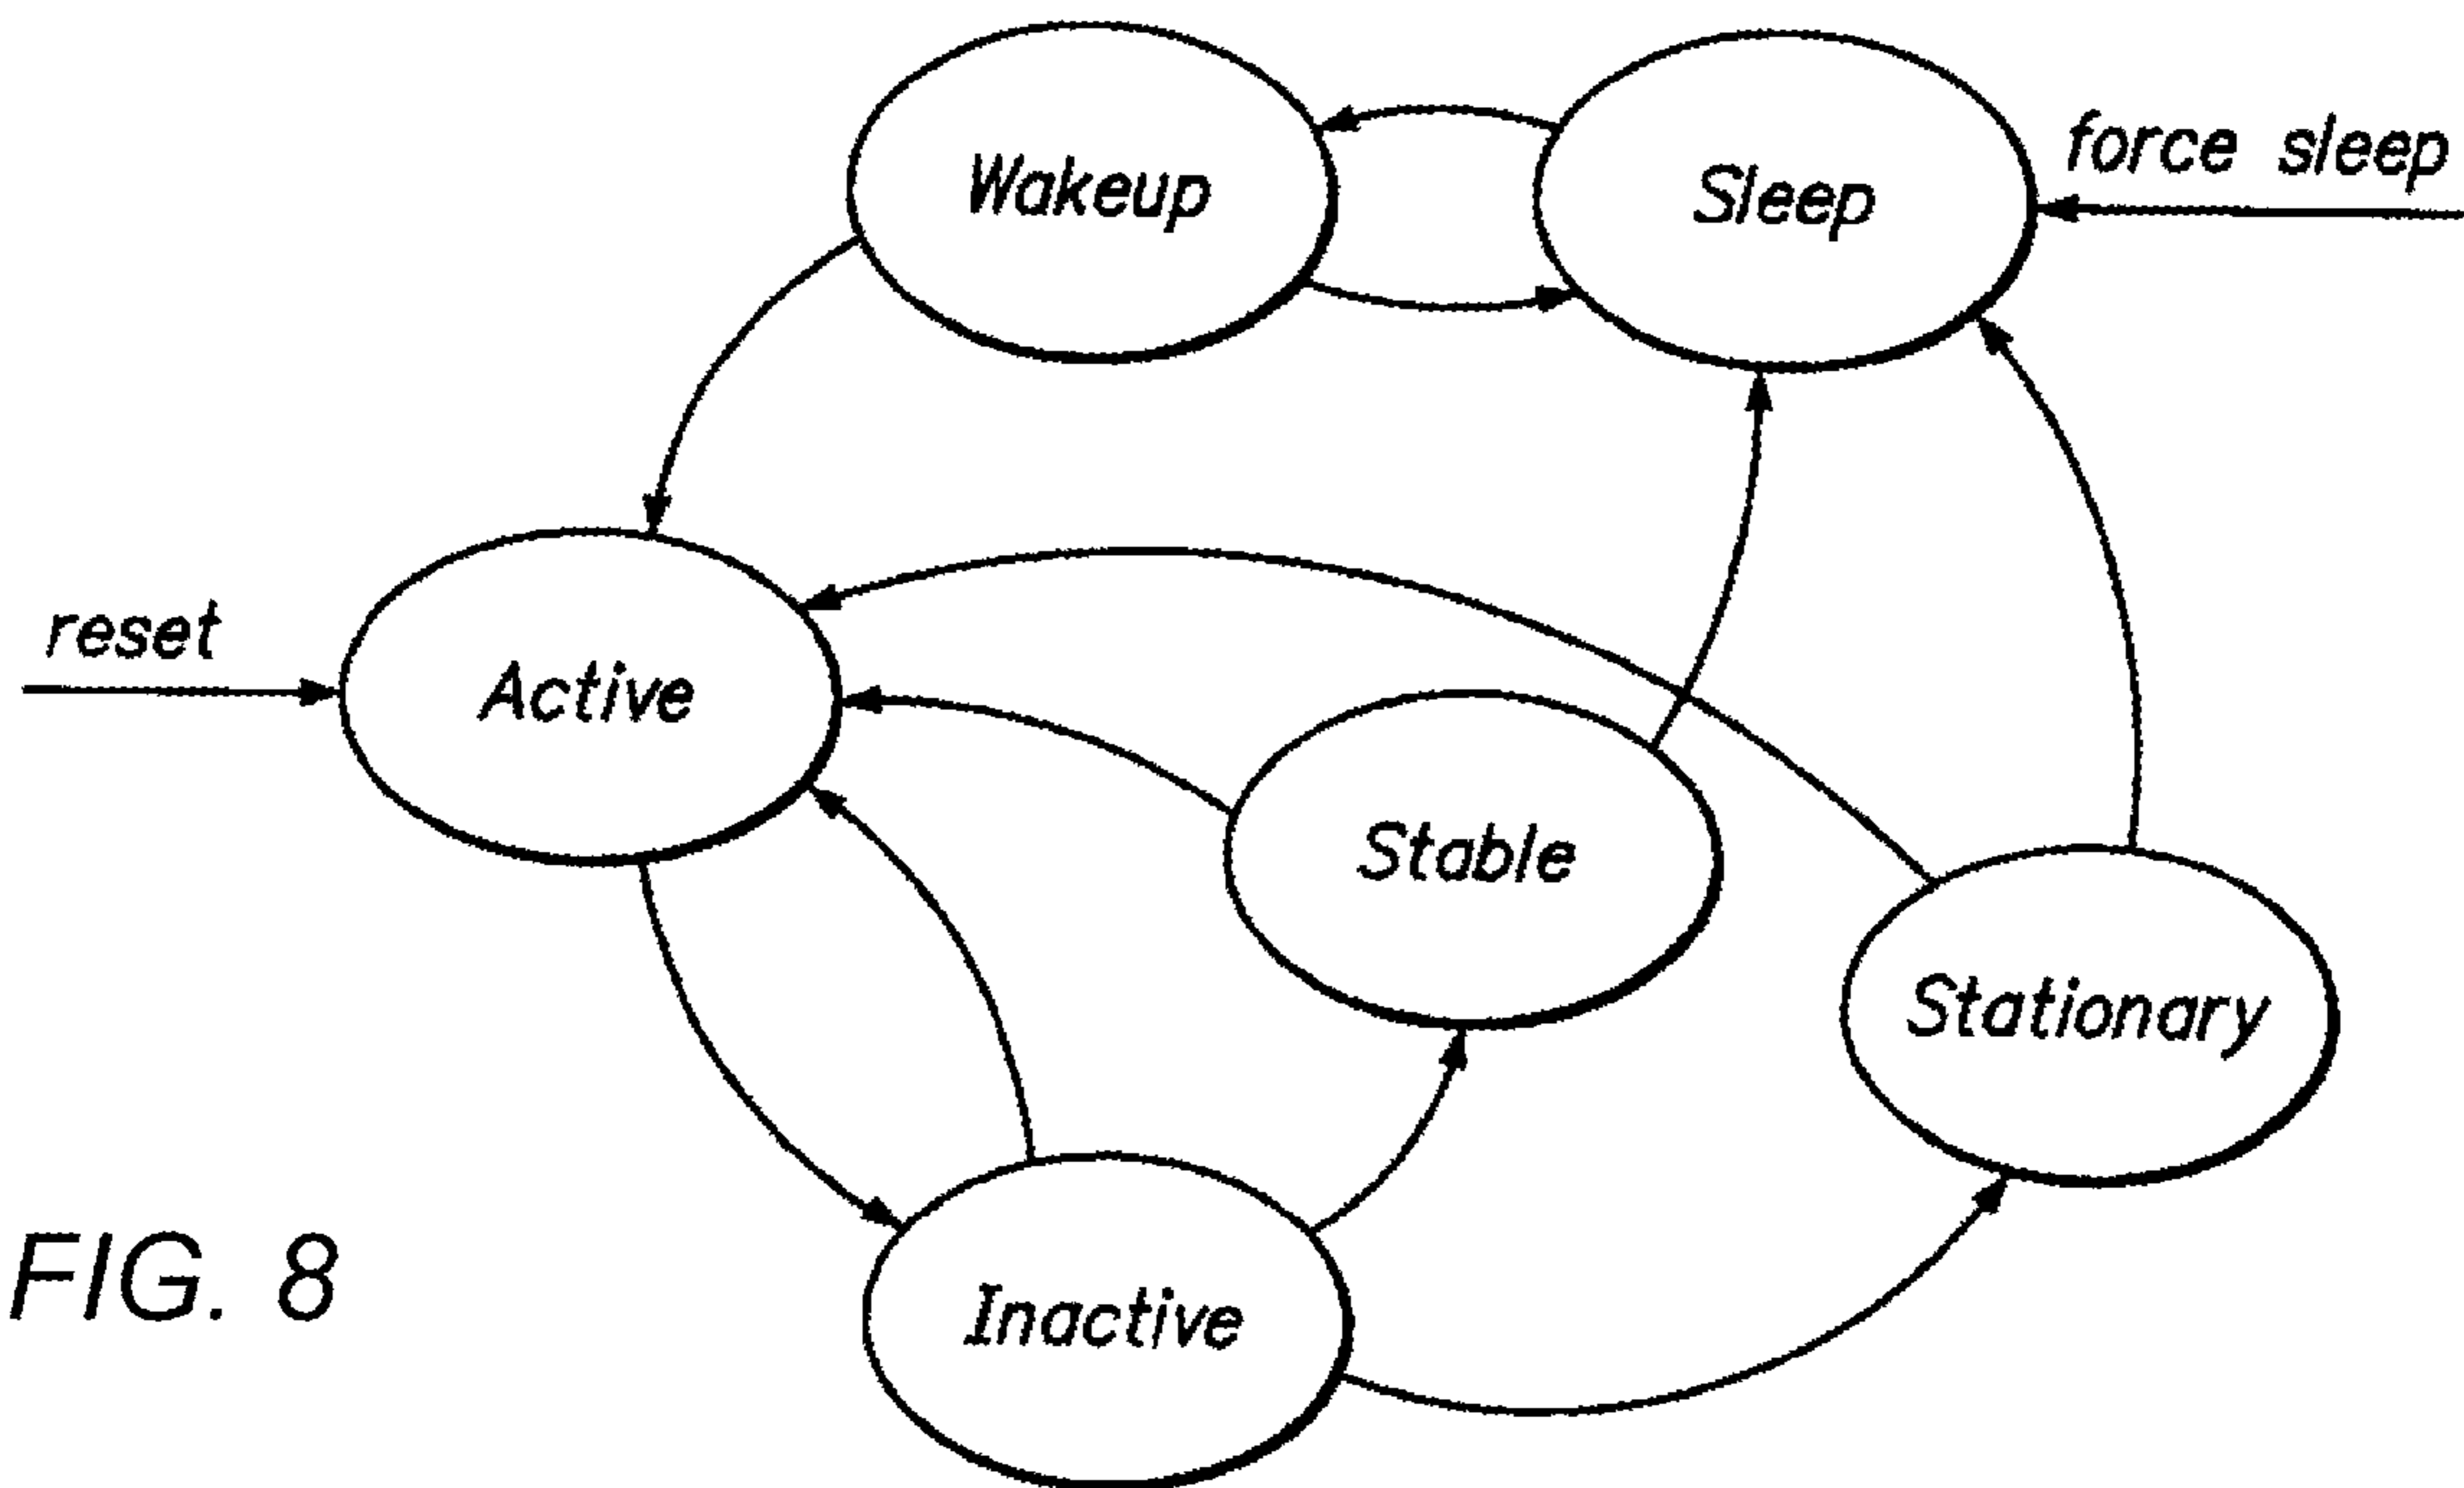 Wakeup
Sleep
force sleep
reset
Active
Stable
Stationary
Inactive
FIG. 8